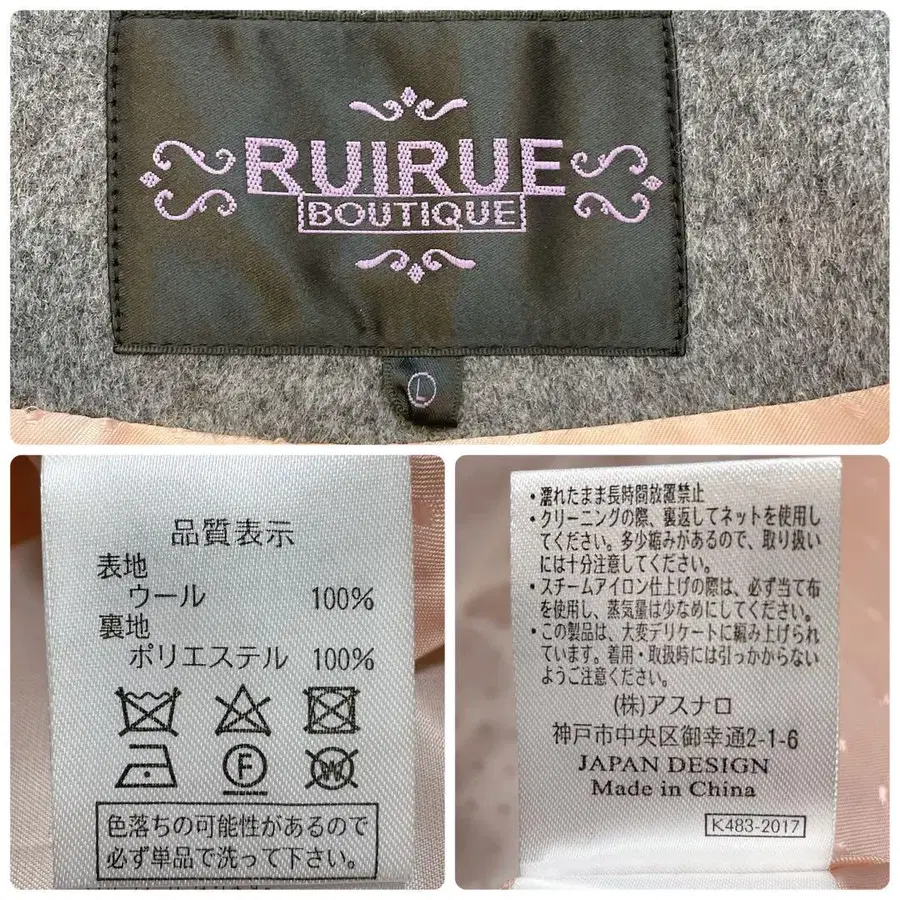 RUIRUE
BOUTIQUE
L
品質表示
表地
ウール 100%
裏地
ポリエステル 100%
F
W
色落ちの可能性があるので
必ず単品で洗って下さい。
・濡れたまま長時間放置禁止
・クリーニングの際、裏返してネットを使用し
てください。多少縮みがあるので、取り扱い
には十分注意してください。
・スチームアイロン仕上げの際は、必ず当て布
を使用し、蒸気量は少なめにしてください。
・この製品は、大変デリケートに編み上げられ
ています。着用・取扱時には引っかからない
ようご注意ください。
(株)アスナロ
神戸市中央区御幸通2-1-6
JAPAN DESIGN
Made in China
K483-2017